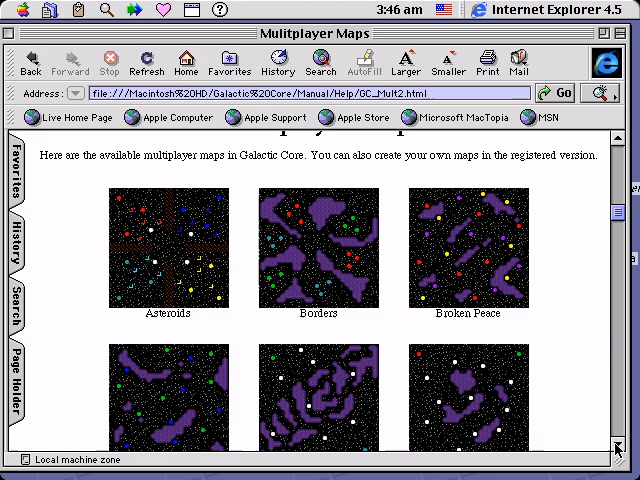 3:46 am Internet Explorer 4.5
Mulitplayer Maps
Back Forward Stop Refresh Home Favorites History Search AutoFill Larger Smaller Print Mail
Address: file:///Macintosh%20HD/Galactic%20Core/Manual/Help/GC_Mult2.html Go
Live Home Page Apple Computer Apple Support Apple Store Microsoft MacTopia MSN
Favorites
History
Search
Page Holder
Here are the available multiplayer maps in Galactic Core. You can also create your own maps in the registered version.
Asteroids Borders Broken Peace
Local machine zone